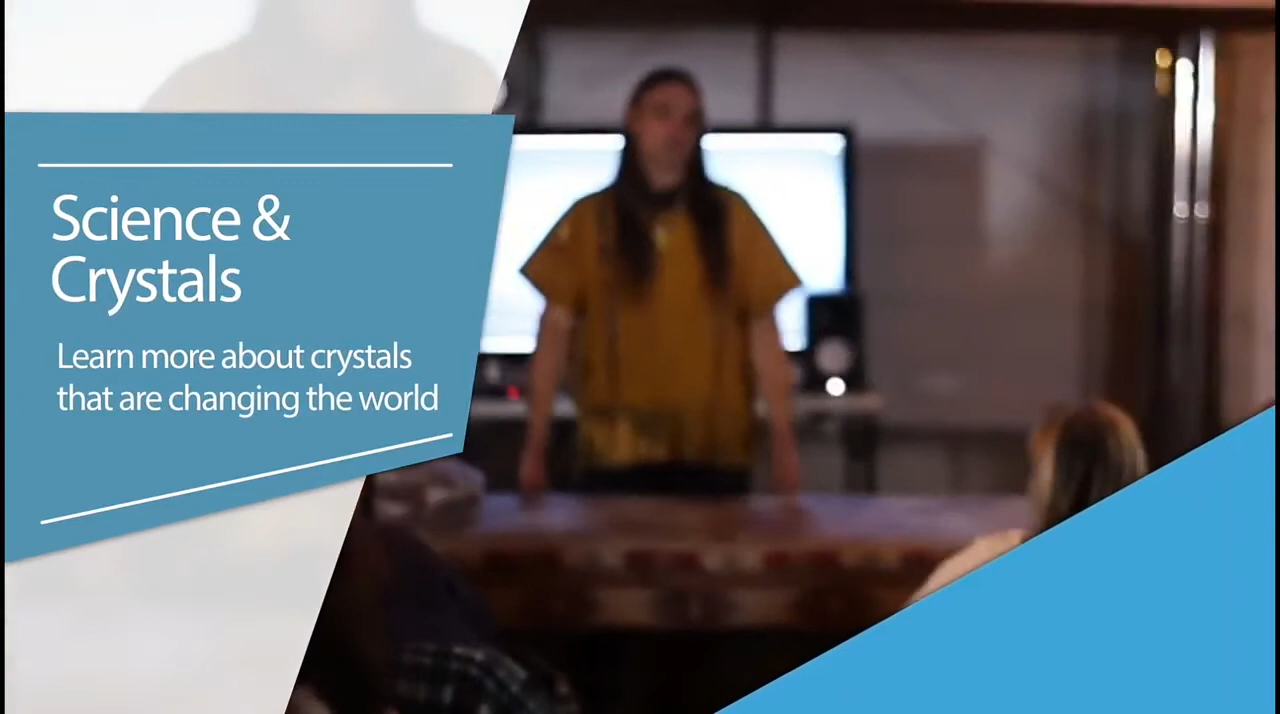 Science &
Crystals
Learn more about crystals
that are changing the world